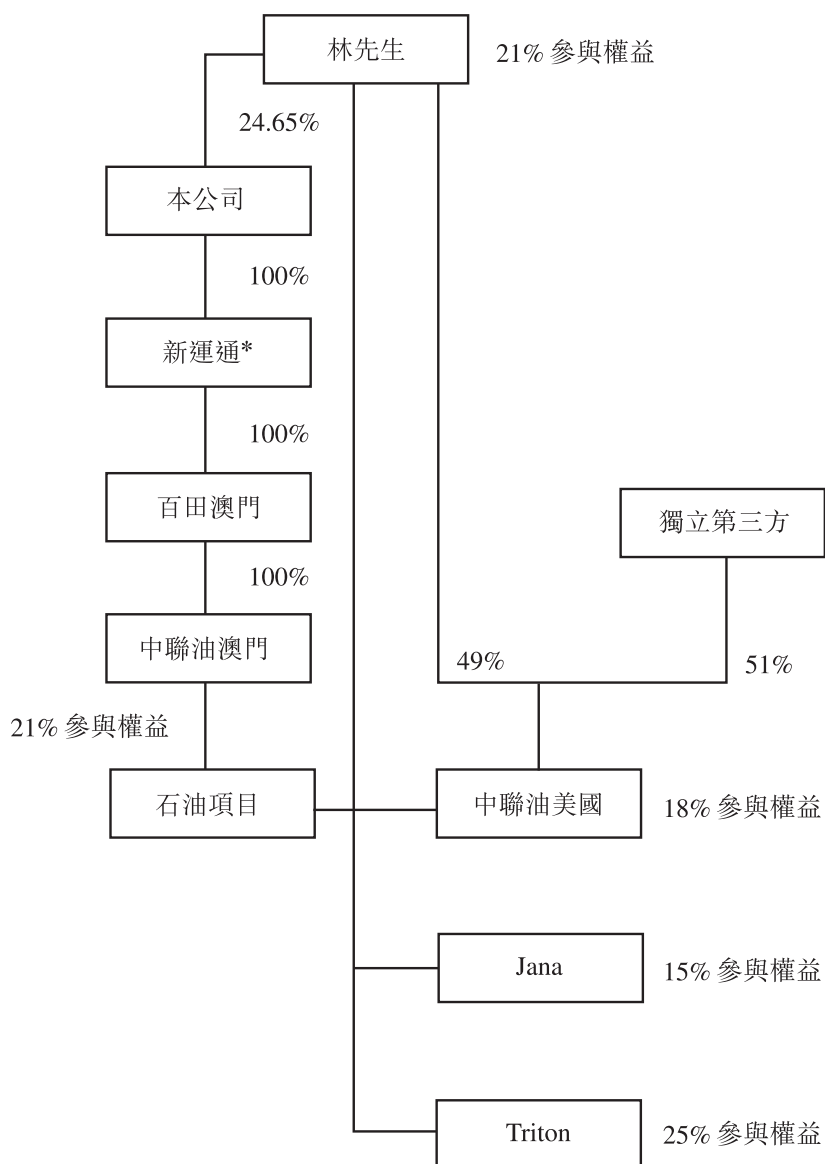 林先生
21% 參與權益
24.65%
本公司
100%
新運通*
100%
百田澳門
獨立第三方
100%
中聯油澳門
49%
51%
21% 參與權益
石油項目
中聯油美國
18% 參與權益
Jana
15% 參與權益
Triton
25% 參與權益